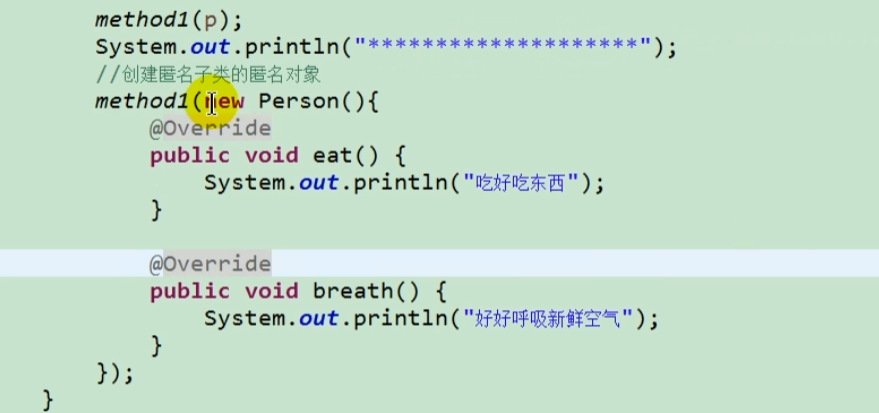 method1(p);
System.out.println("********************");
//创建匿名子类的匿名对象
method1(new Person(){
@Override
public void eat() {
System.out.println("吃好吃东西");
}
@Override
public void breath() {
System.out.println("好好呼吸新鲜空气");
}
});
}